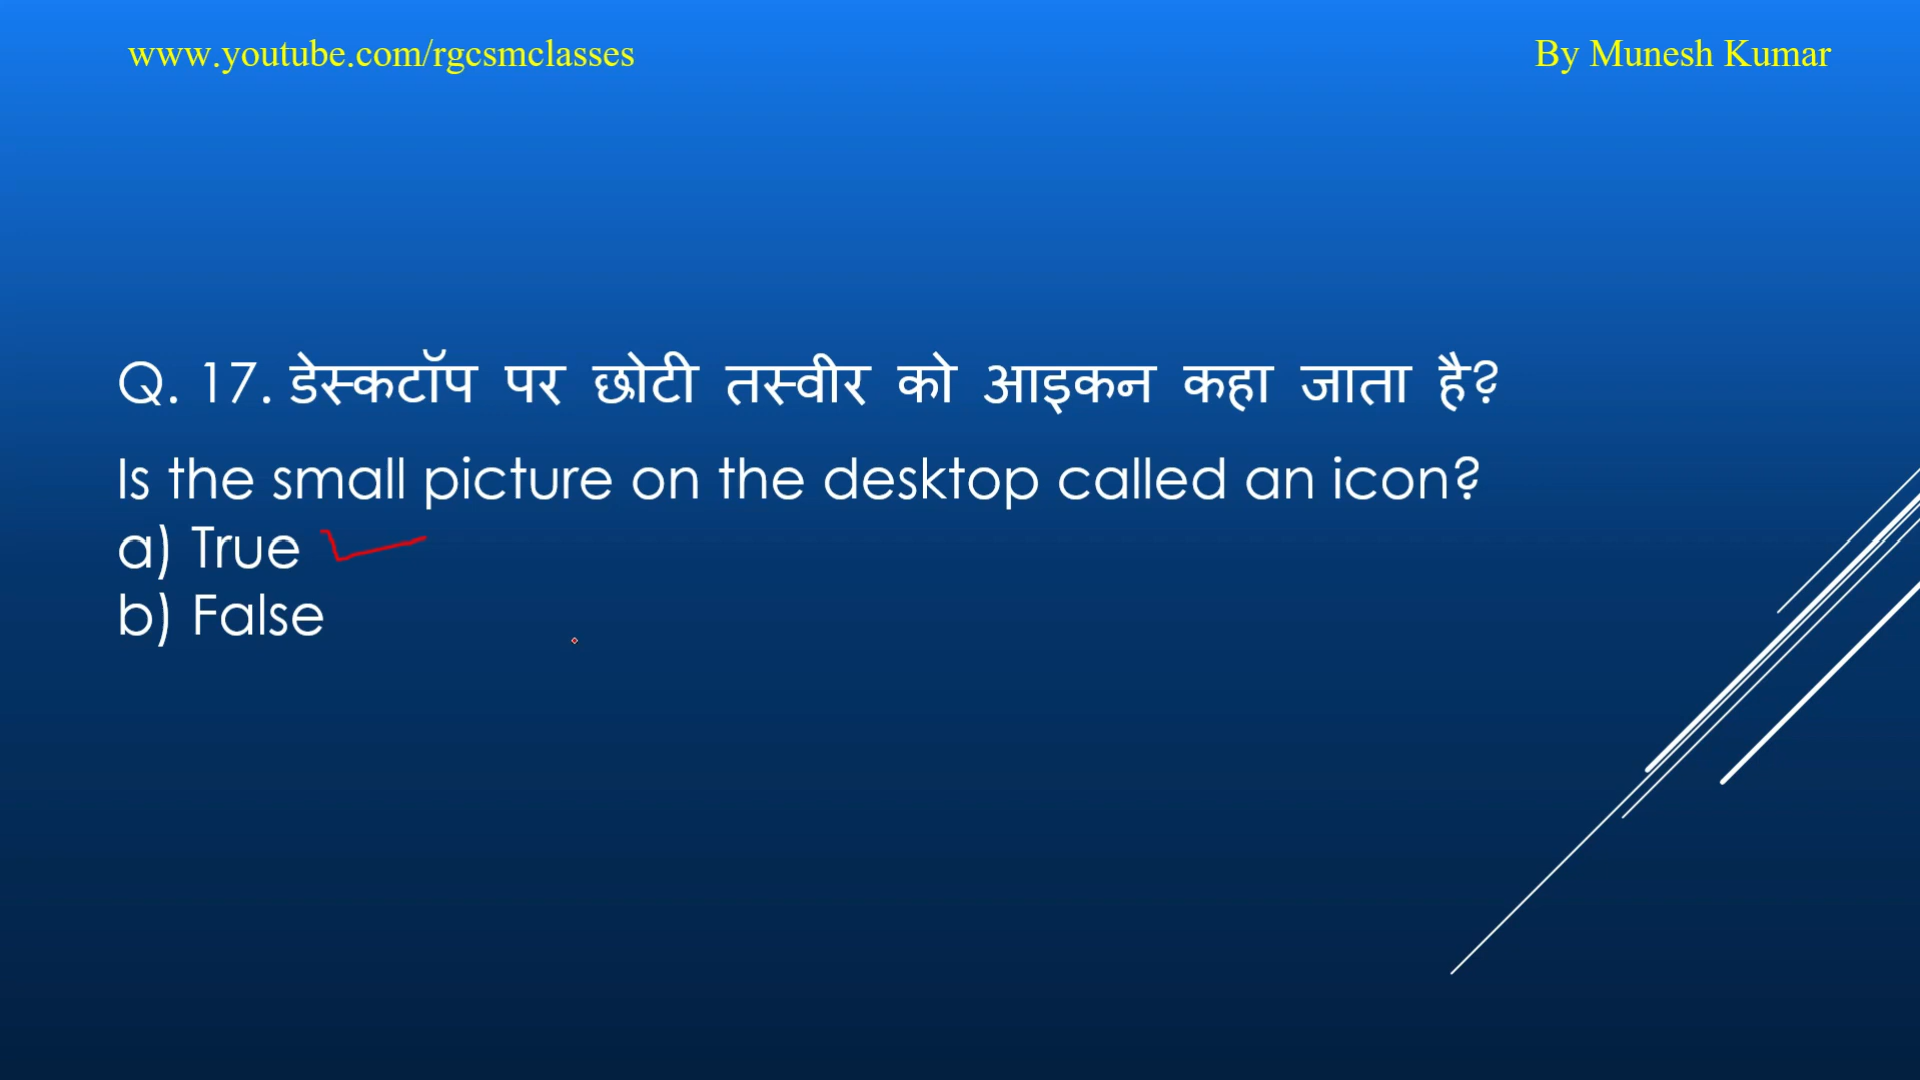 www.youtube.com/rgcsmclasses
By Munesh Kumar
Q. 17. डेस्कटॉप पर छोटी तस्वीर को आइकन कहा जाता है?
Is the small picture on the desktop called an icon?
a) True
b) False